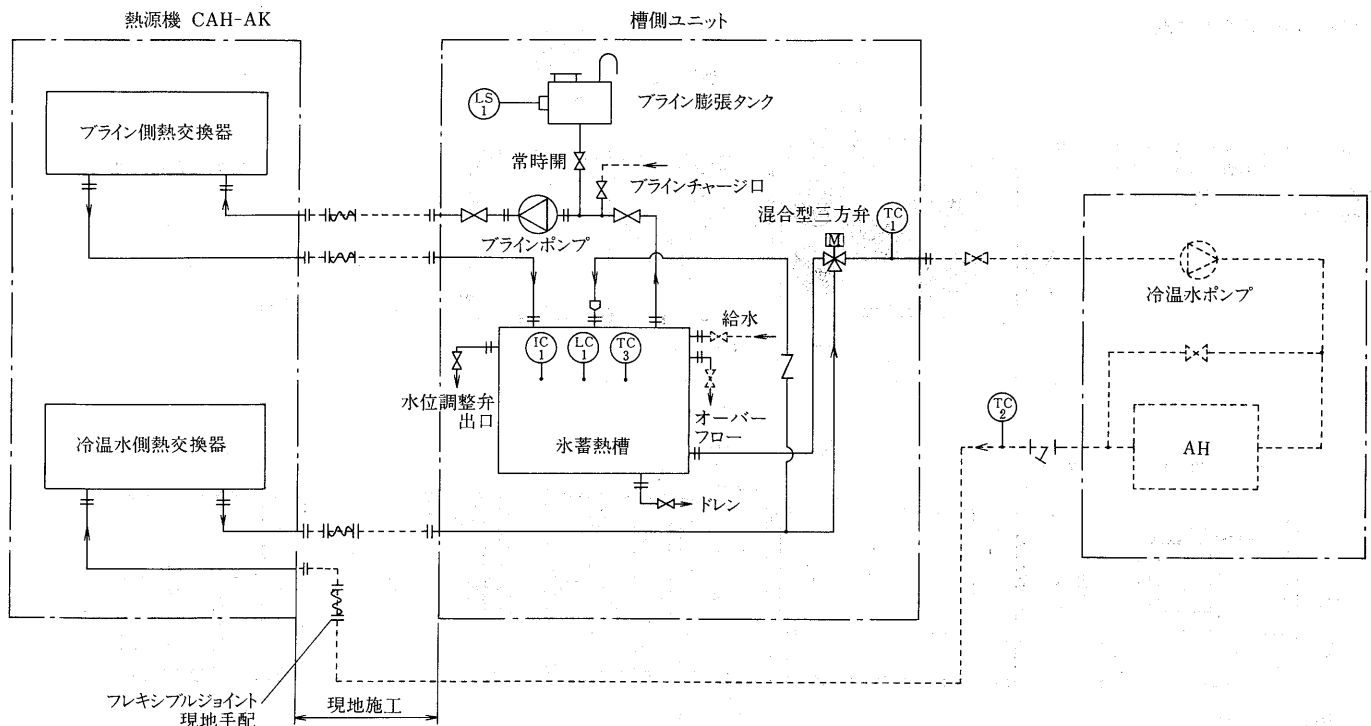 熱源機 CAH-AK
槽側ユニット
ブライン側熱交換器
LS
1
ブライン膨張タンク
常時開
ブラインチャージ口
ブラインポンプ
混合型三方弁
M
TC
1
冷温水ポンプ
給水
IC
1
LC
1
TC
3
水位調整弁
出口
オーバー
フロー
氷蓄熱槽
ドレン
冷温水側熱交換器
TC
2
AH
フレキシブルジョイント
現地手配
現地施工